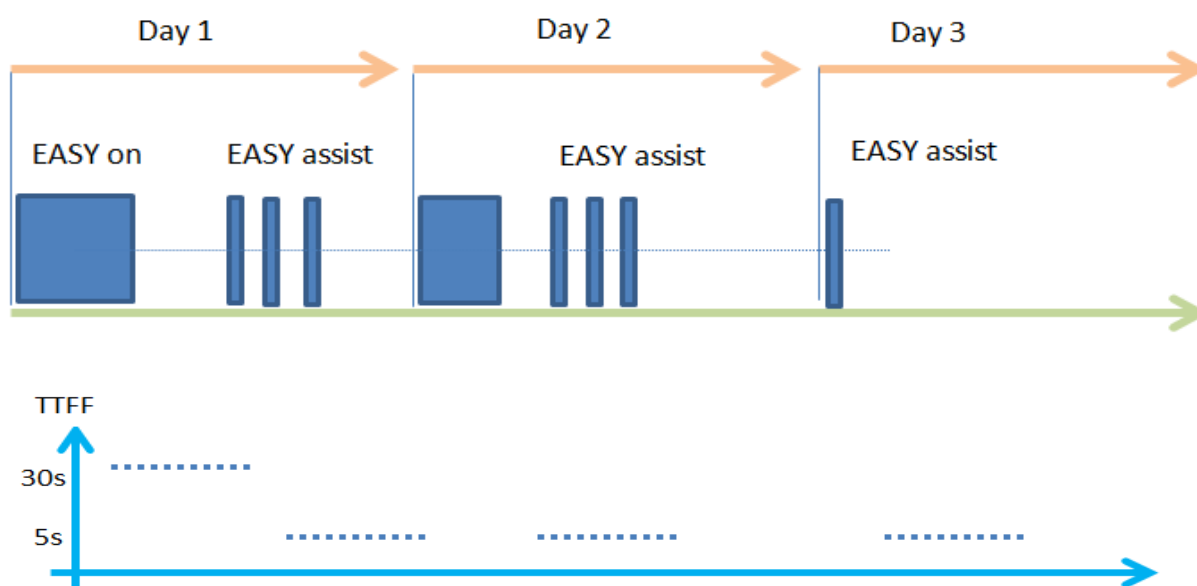 Day 1
Day 2
Day 3
EASY on
EASY assist
EASY assist
EASY assist
TTFF
30s
5s